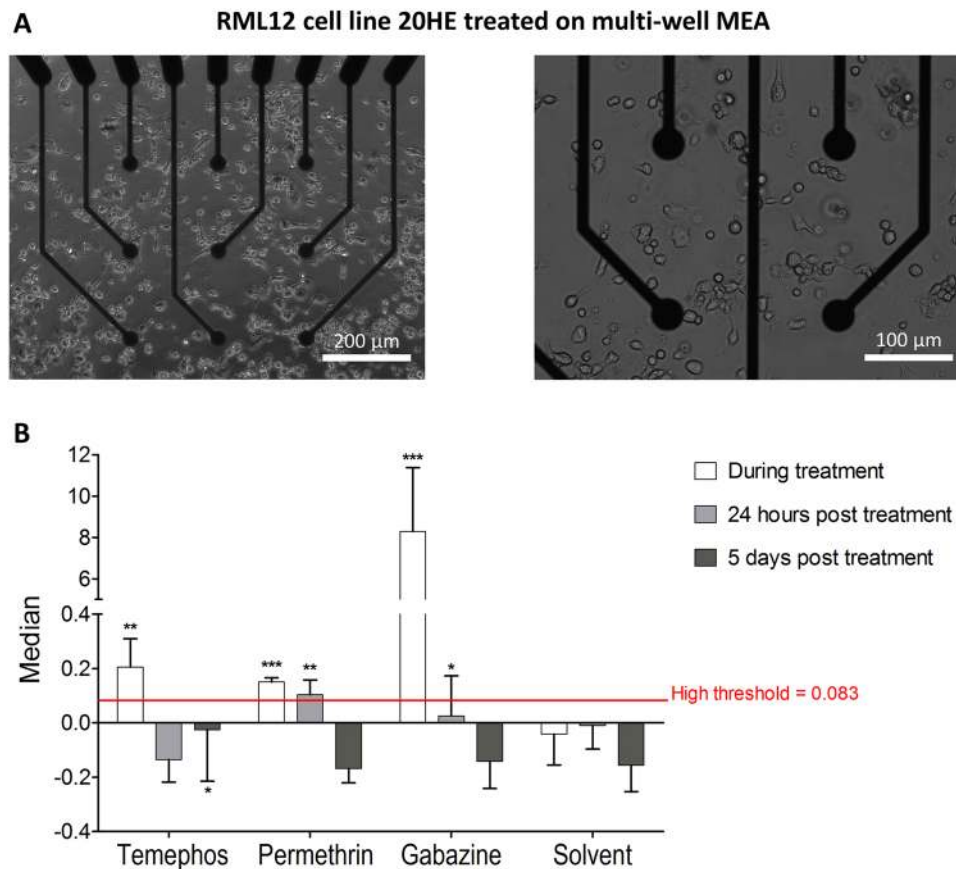 A RML12 cell line 20HE treated on multi-well MEA
200 µm
100 µm
B
12
10
8
6
0.4
0.2
0.0
-0.2
-0.4
Median
**
*
***
**
***
*
During treatment
24 hours post treatment
5 days post treatment
High threshold = 0.083
Temephos Permethrin Gabazine Solvent